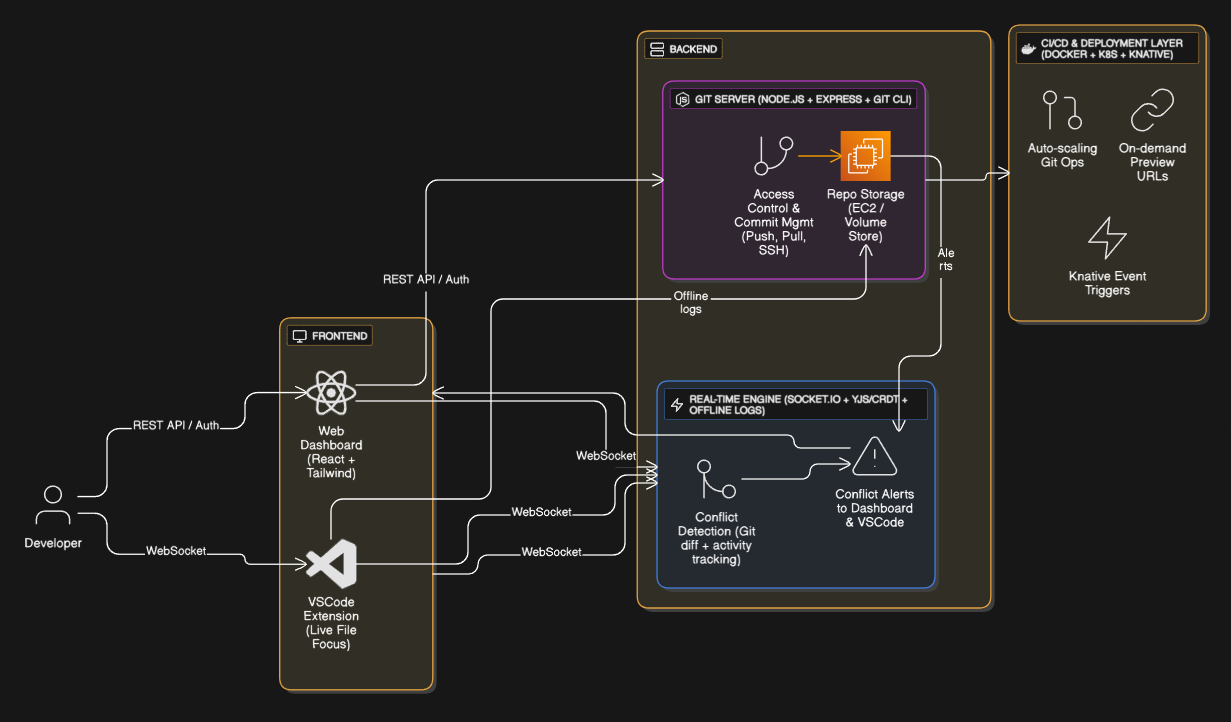 BACKEND
CI/CD & DEPLOYMENT LAYER
(DOCKER + K8S + KNATIVE)
GIT SERVER (NODE.JS + EXPRESS + GIT CLI)
Auto-scaling
Git Ops
On-demand
Preview
URLs
Access
Control &
Commit Mgmt
(Push, Pull,
SSH)
Repo Storage
(EC2 /
Volume
Store)
Ale
rts
Knative Event
Triggers
REST API / Auth
Offline
logs
FRONTEND
REAL-TIME ENGINE (SOCKET.IO + YJS/CRDT +
OFFLINE LOGS)
REST API / Auth
Web
Dashboard
(React +
Tailwind)
WebSocket
Conflict Alerts
to Dashboard
& VSCode
WebSocket
Conflict
Detection (Git
diff + activity
tracking)
Developer
WebSocket
WebSocket
VSCode
Extension
(Live File
Focus)